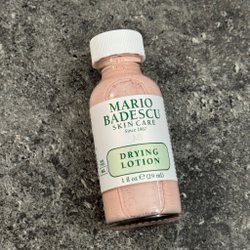 MARIO
BADESCU
SKIN CARE
Since 1967
DRYING
LOTION
1 fl oz (29 ml)